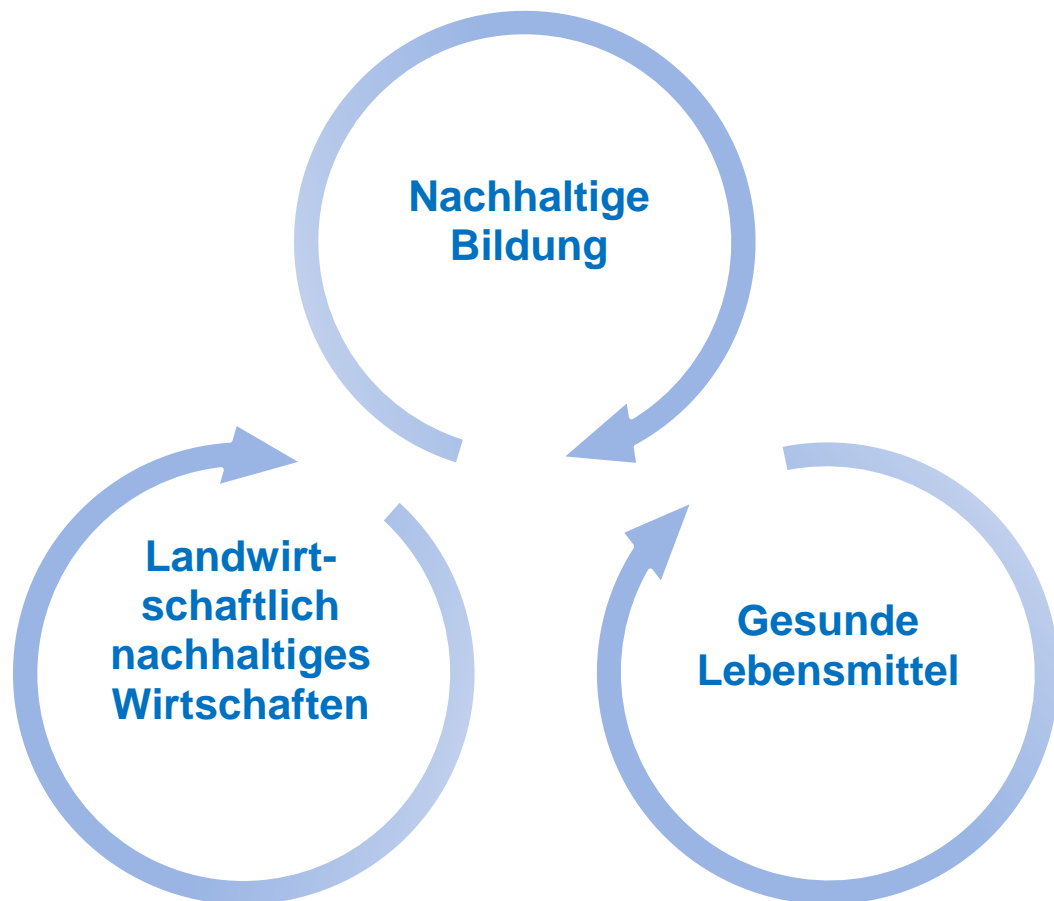 Nachhaltige
Bildung
Landwirt-
schaftlich
nachhaltiges
Wirtschaften
Gesunde
Lebensmittel